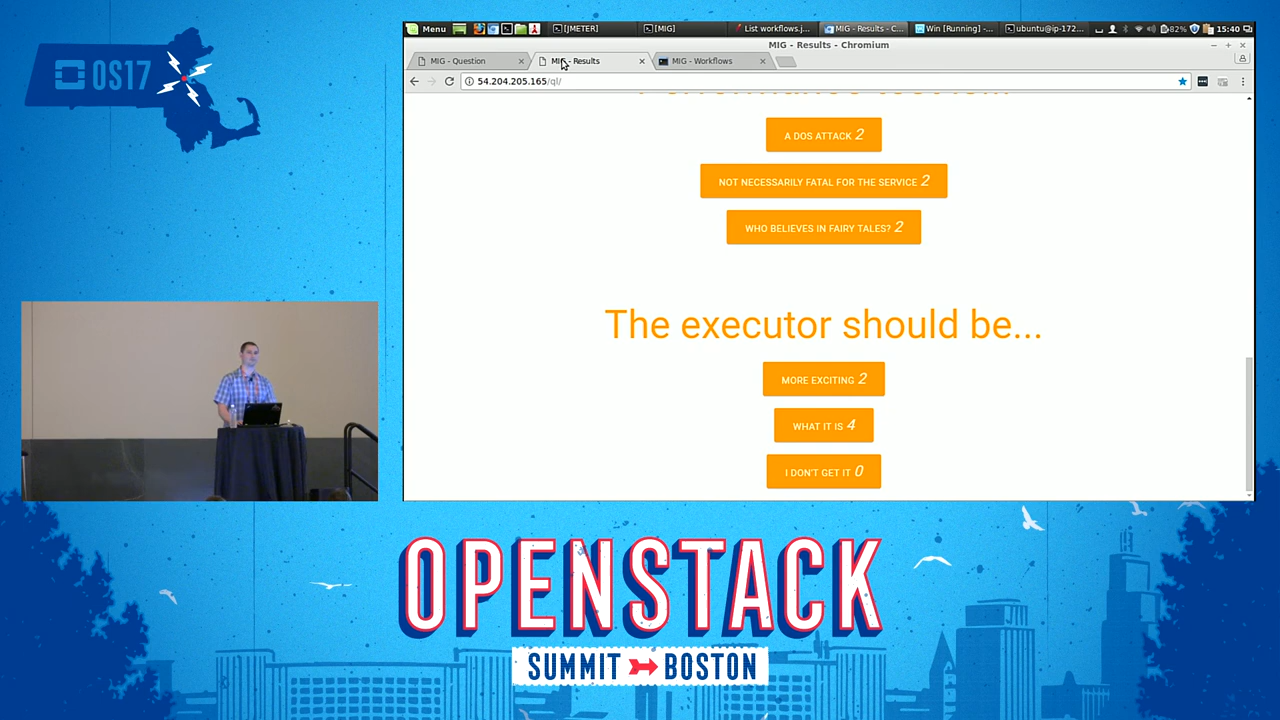 OS17
Menu
[JMETER
[MIG]
List workflows.j...
MIG - Results - C...
Win [Running] -...
ubuntu@ip-172...
82%
15:40
MIG - Results - Chromium
MIG - Question
MIG - Results
MIG - Workflows
54.204.205.165/ql/
A DOS ATTACK 2
NOT NECESSARILY FATAL FOR THE SERVICE 2
WHO BELIEVES IN FAIRY TALES? 2
The executor should be...
MORE EXCITING 2
WHAT IT IS 4
I DON'T GET IT 0
OPENSTACK
SUMMIT BOSTON